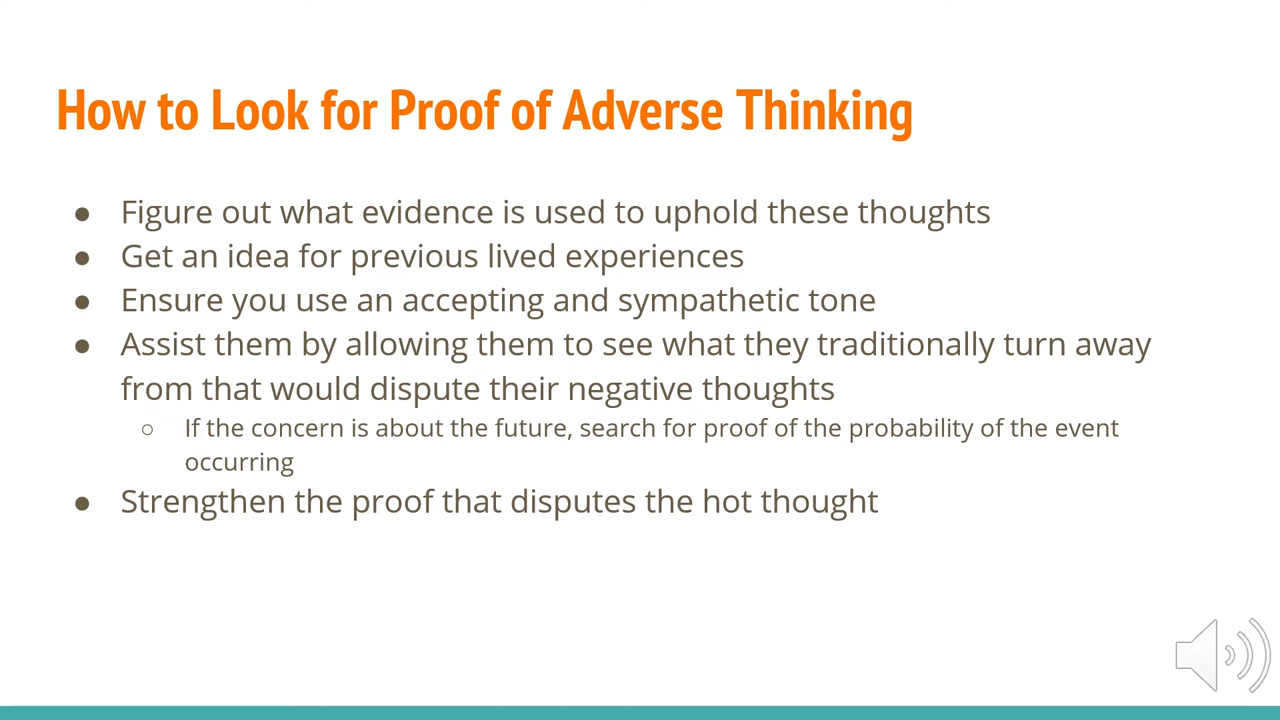 How to Look for Proof of Adverse Thinking
● Figure out what evidence is used to uphold these thoughts
● Get an idea for previous lived experiences
● Ensure you use an accepting and sympathetic tone
● Assist them by allowing them to see what they traditionally turn away
from that would dispute their negative thoughts
○ If the concern is about the future, search for proof of the probability of the event
occurring
● Strengthen the proof that disputes the hot thought